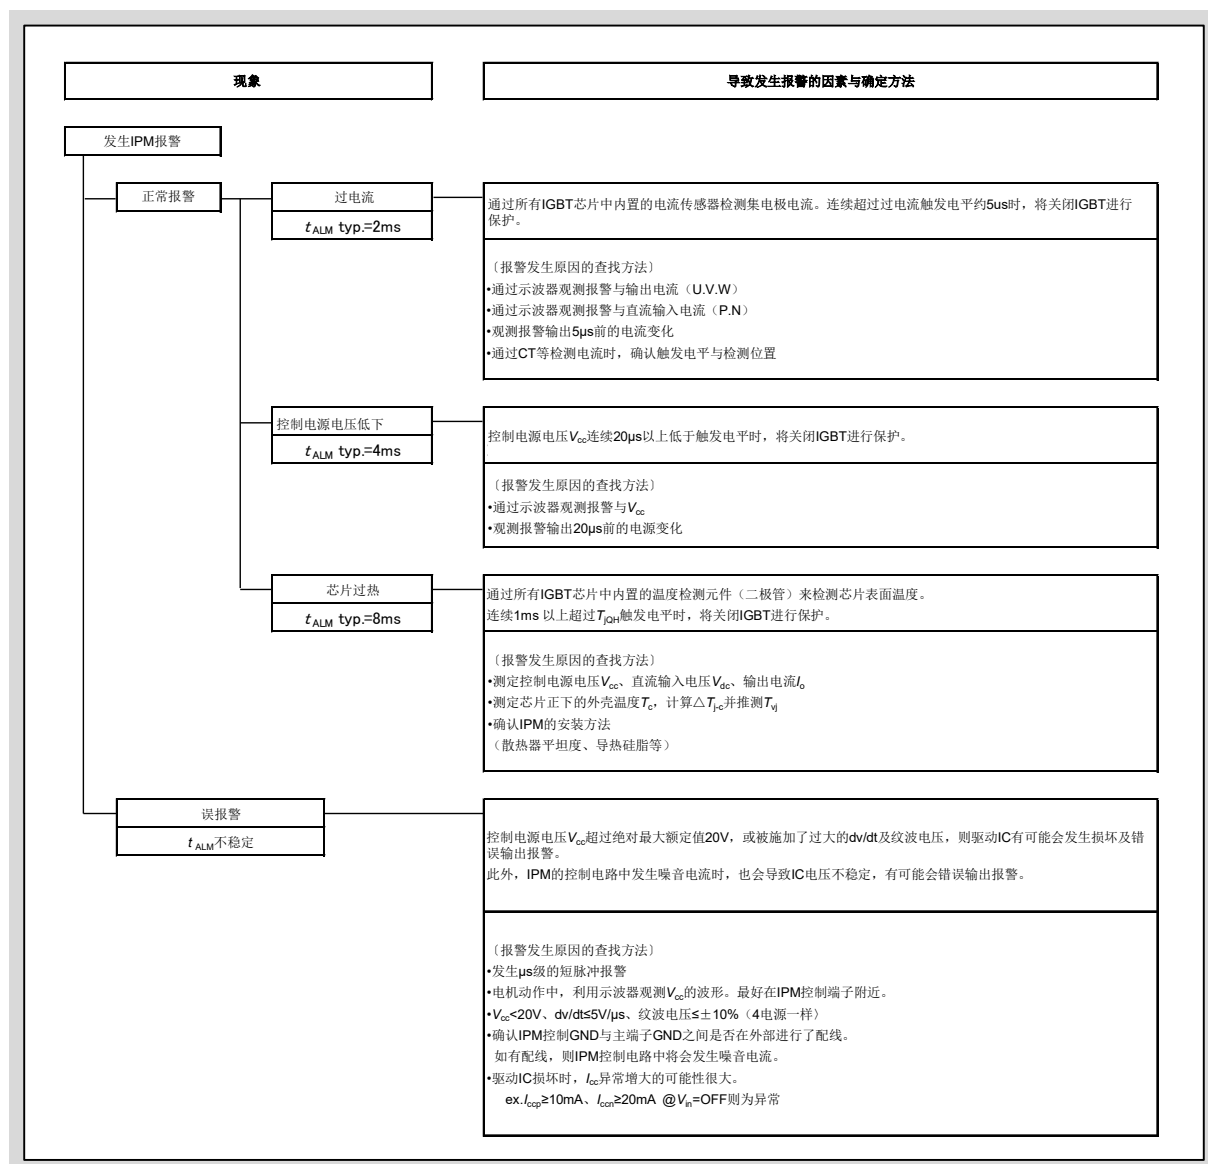 现象
导致发生报警的因素与确定方法
发生IPM报警
正常报警
过电流
tALM typ.=2ms
通过所有IGBT芯片中内置的电流传感器检测集电极电流。连续超过过电流触发电平约5us时，将关闭IGBT进行
保护。
〔报警发生原因的查找方法〕
•通过示波器观测报警与输出电流（U.V.W）
•通过示波器观测报警与直流输入电流（P.N）
•观测报警输出5μs前的电流变化
•通过CT等检测电流时，确认触发电平与检测位置
控制电源电压低下
tALM typ.=4ms
控制电源电压Vcc连续20μs以上低于触发电平时，将关闭IGBT进行保护。
〔报警发生原因的查找方法〕
•通过示波器观测报警与Vcc
•观测报警输出20μs前的电源变化
芯片过热
tALM typ.=8ms
通过所有IGBT芯片中内置的温度检测元件（二极管）来检测芯片表面温度。
连续1ms 以上超过TjOH触发电平时，将关闭IGBT进行保护。
〔报警发生原因的查找方法〕
•测定控制电源电压Vcc、直流输入电压Vdc、输出电流Io
•测定芯片正下的外壳温度Tc，计算△Tj-c并推测Tvj
•确认IPM的安装方法
（散热器平坦度、导热硅脂等）
误报警
tALM不稳定
控制电源电压Vcc超过绝对最大额定值20V，或被施加了过大的dv/dt及纹波电压，则驱动IC有可能会发生损坏及错
误输出报警。
此外，IPM的控制电路中发生噪音电流时，也会导致IC电压不稳定，有可能会错误输出报警。
〔报警发生原因的查找方法〕
•发生μs级的短脉冲报警
•电机动作中，利用示波器观测Vcc的波形。最好在IPM控制端子附近。
•Vcc<20V、dv/dt≤5V/μs、纹波电压≤±10%（4电源一样）
•确认IPM控制GND与主端子GND之间是否在外部进行了配线。
如有配线，则IPM控制电路中将会发生噪音电流。
•驱动IC损坏时，Icc异常增大的可能性很大。
ex.Iccp≥10mA、Iccn≥20mA @Vin=OFF则为异常